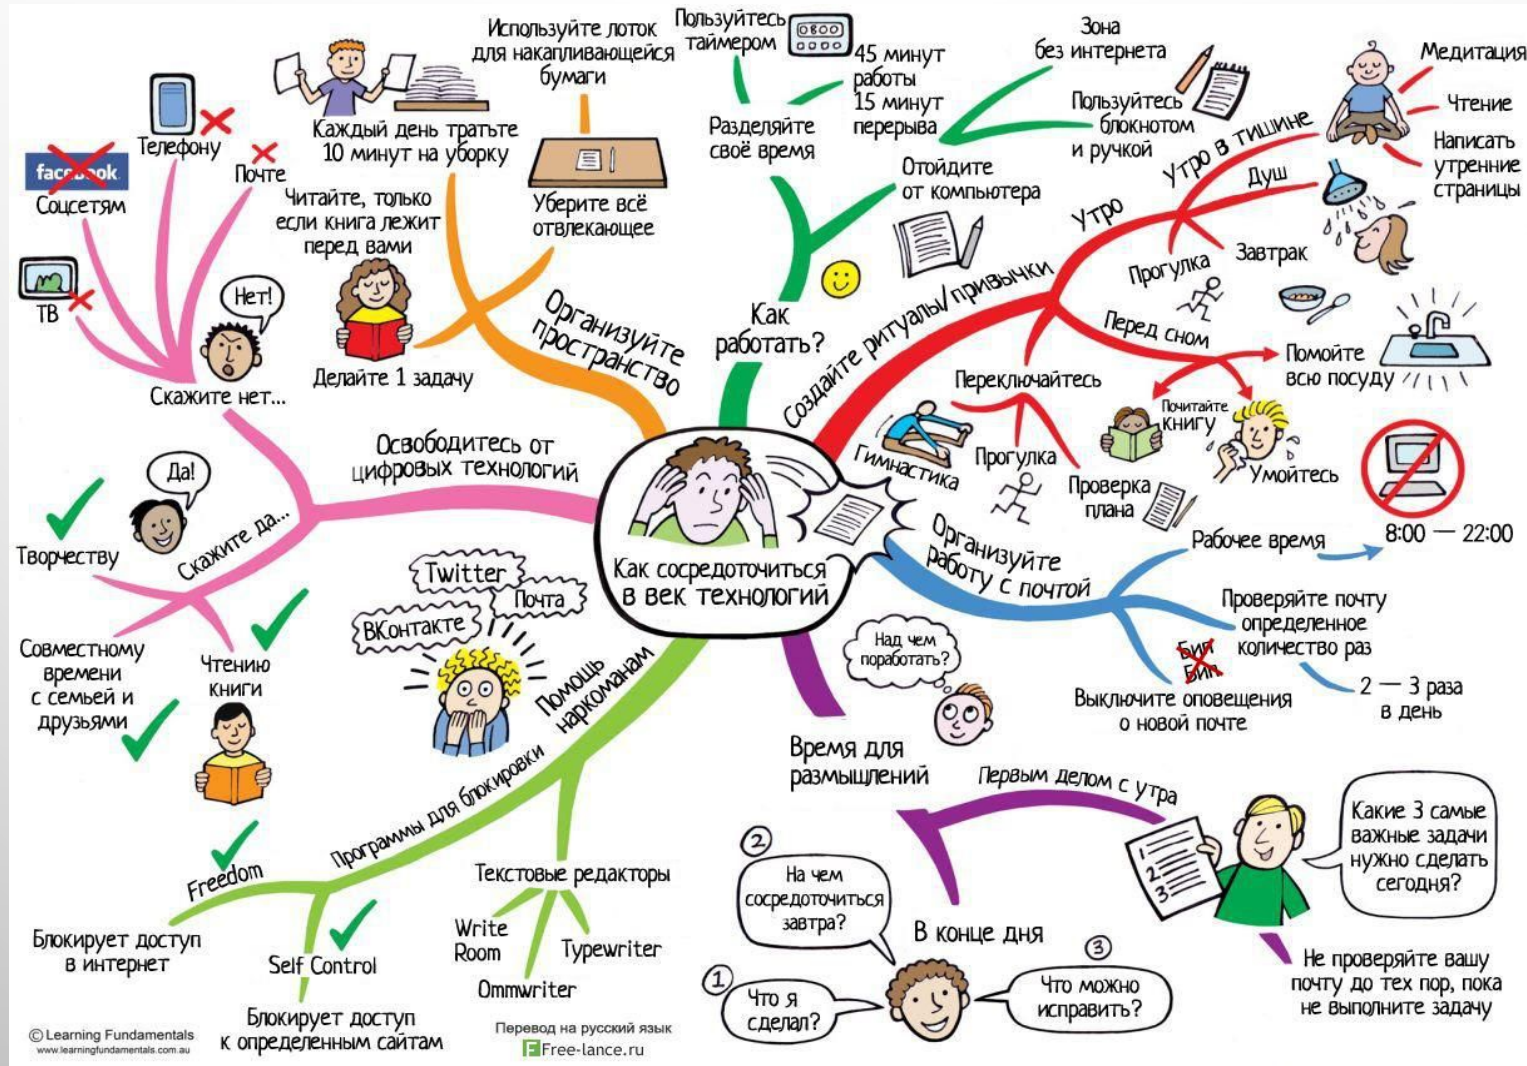 Как сосредоточиться
в век технологий
Как
работать?
Разделяйте
своё время
Пользуйтесь
таймером
0800
45 минут
работы
15 минут
перерыва
Отойдите
от компьютера
Зона
без интернета
Пользуйтесь
блокнотом
и ручкой
Создайте ритуалы/привычки
Утро
Утро в тишине
Медитация
Чтение
Написать
утренние
страницы
Душ
Завтрак
Прогулка
Перед сном
Помойте
всю посуду
Почитайте
книгу
Умойтесь
Переключайтесь
Гимнастика
Прогулка
Проверка
плана
Организуйте
работу с почтой
Рабочее время
8:00 — 22:00
Проверяйте почту
определенное
количество раз
2 — 3 раза
в день
Бип
Бип
Выключите оповещения
о новой почте
Время для
размышлений
Над чем
поработать?
Первым делом с утра
1
2
3
Какие 3 самые
важные задачи
нужно сделать
сегодня?
Не проверяйте вашу
почту до тех пор, пока
не выполните задачу
В конце дня
1
Что я
сделал?
2
На чем
сосредоточиться
завтра?
3
Что можно
исправить?
Помощь
наркоманам
Twitter
Почта
ВКонтакте
Программы для блокировки
Freedom
Блокирует доступ
в интернет
Self Control
Блокирует доступ
к определенным сайтам
Текстовые редакторы
Write
Room
Ommwriter
Typewriter
Освободитесь от
цифровых технологий
Скажите да...
Да!
Творчеству
Совместному
времени
с семьей и
друзьями
Чтению
книги
Скажите нет...
Нет!
ТВ
facebook.
Соцсетям
Телефону
Почте
Организуйте
пространство
Каждый день тратьте
10 минут на уборку
Используйте лоток
для накапливающейся
бумаги
Уберите всё
отвлекающее
Читайте, только
если книга лежит
перед вами
Делайте 1 задачу
© Learning Fundamentals
www.learningfundamentals.com.au
Перевод на русский язык
F Free-lance.ru